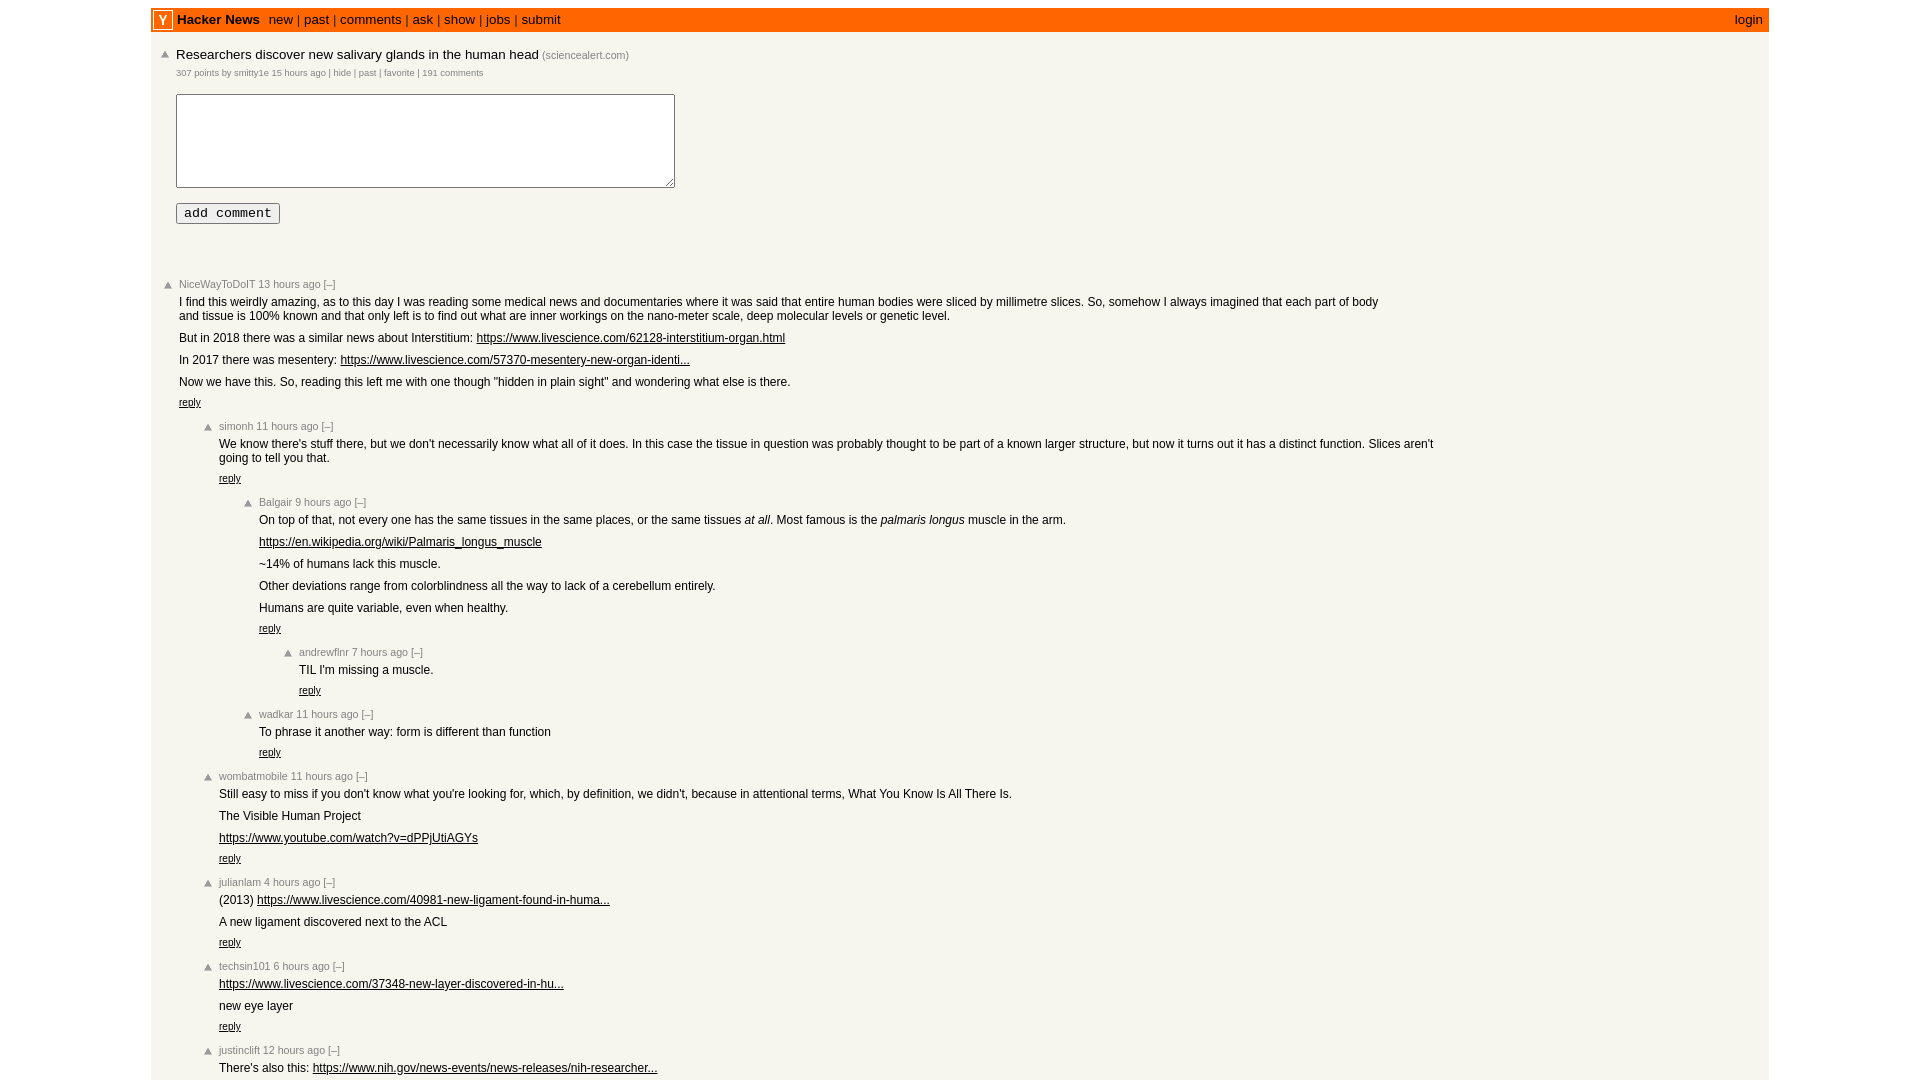 Y Hacker News new | past | comments | ask | show | jobs | submit login
Researchers discover new salivary glands in the human head (sciencealert.com)
307 points by smitty1e 15 hours ago | hide | past | favorite | 191 comments
add comment
NiceWayToDoIT 13 hours ago [–]
I find this weirdly amazing, as to this day I was reading some medical news and documentaries where it was said that entire human bodies were sliced by millimetre slices. So, somehow I always imagined that each part of body
and tissue is 100% known and that only left is to find out what are inner workings on the nano-meter scale, deep molecular levels or genetic level.
But in 2018 there was a similar news about Interstitium: https://www.livescience.com/62128-interstitium-organ.html
In 2017 there was mesentery: https://www.livescience.com/57370-mesentery-new-organ-identi...
Now we have this. So, reading this left me with one though "hidden in plain sight" and wondering what else is there.
reply
simonh 11 hours ago [–]
We know there's stuff there, but we don't necessarily know what all of it does. In this case the tissue in question was probably thought to be part of a known larger structure, but now it turns out it has a distinct function. Slices aren't
going to tell you that.
reply
Balgair 9 hours ago [–]
On top of that, not every one has the same tissues in the same places, or the same tissues at all. Most famous is the palmaris longus muscle in the arm.
https://en.wikipedia.org/wiki/Palmaris_longus_muscle
~14% of humans lack this muscle.
Other deviations range from colorblindness all the way to lack of a cerebellum entirely.
Humans are quite variable, even when healthy.
reply
andrewflnr 7 hours ago [–]
TIL I'm missing a muscle.
reply
wadkar 11 hours ago [–]
To phrase it another way: form is different than function
reply
wombatmobile 11 hours ago [–]
Still easy to miss if you don't know what you're looking for, which, by definition, we didn't, because in attentional terms, What You Know Is All There Is.
The Visible Human Project
https://www.youtube.com/watch?v=dPPjUtiAGYs
reply
julianlam 4 hours ago [–]
(2013) https://www.livescience.com/40981-new-ligament-found-in-huma...
A new ligament discovered next to the ACL
reply
techsin101 6 hours ago [–]
https://www.livescience.com/37348-new-layer-discovered-in-hu...
new eye layer
reply
justinclift 12 hours ago [–]
There's also this: https://www.nih.gov/news-events/news-releases/nih-researcher...